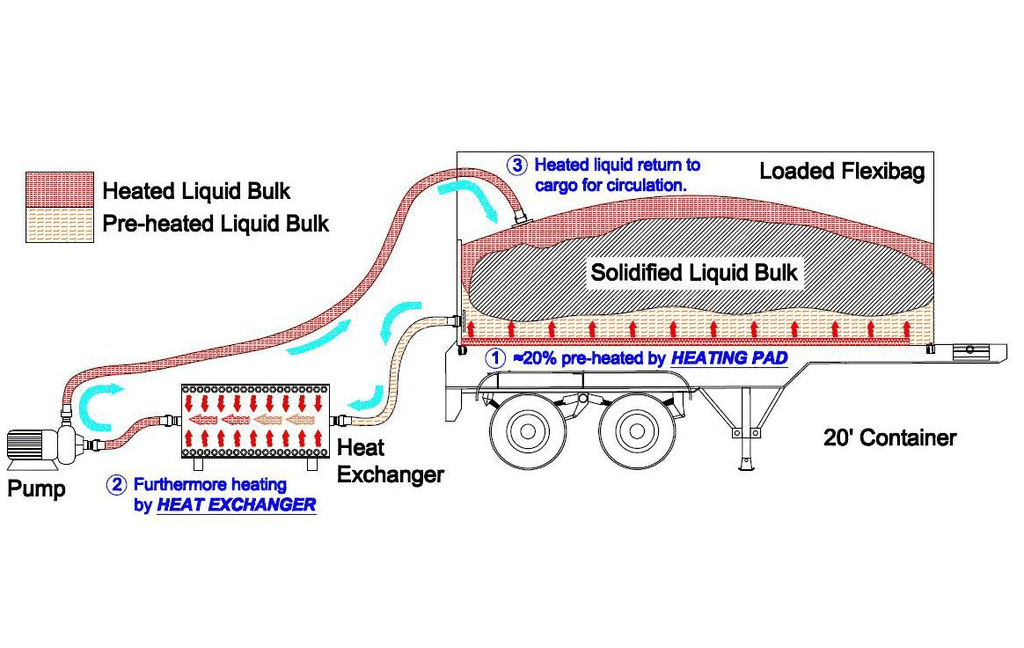 Heated Liquid Bulk
Pre-heated Liquid Bulk
③ Heated liquid return to
cargo for circulation.
Loaded Flexibag
Solidified Liquid Bulk
① ≈20% pre-heated by HEATING PAD
20' Container
Heat
Exchanger
Pump
② Furthermore heating
by HEAT EXCHANGER